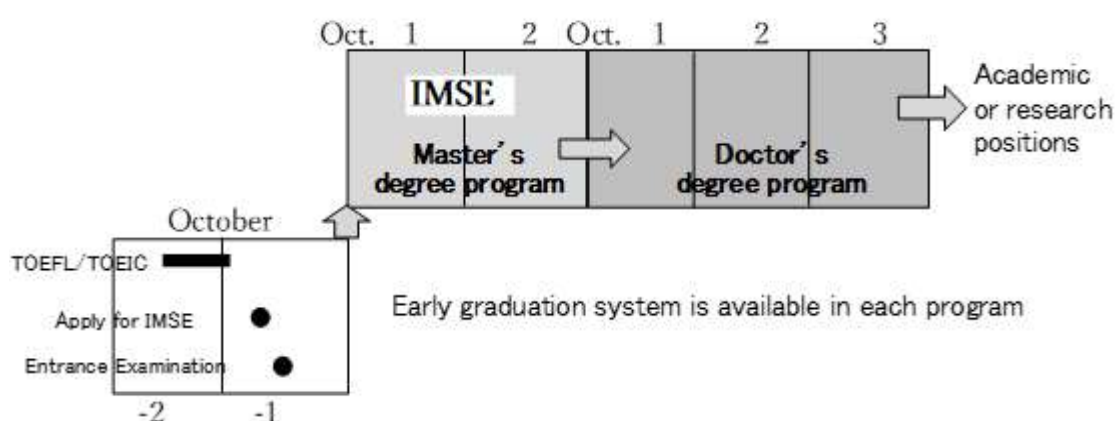 Oct. 1 2 Oct. 1 2 3
IMSE
Master's
degree program
Doctor's
degree program
Academic
or research
positions
October
TOEFL/TOEIC
Apply for IMSE
Entrance Examination
-2 -1
Early graduation system is available in each program